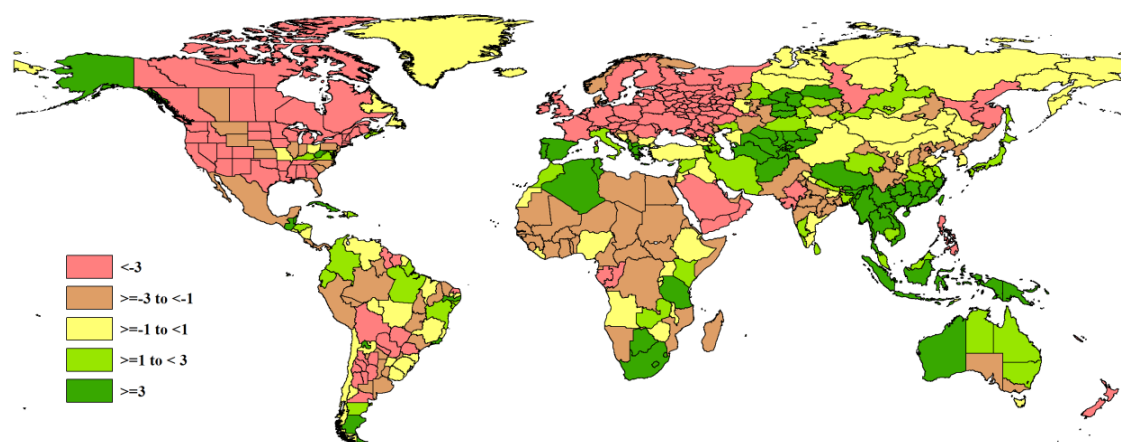 <-3
>=-3 to <-1
>=-1 to <1
>=1 to < 3
>=3